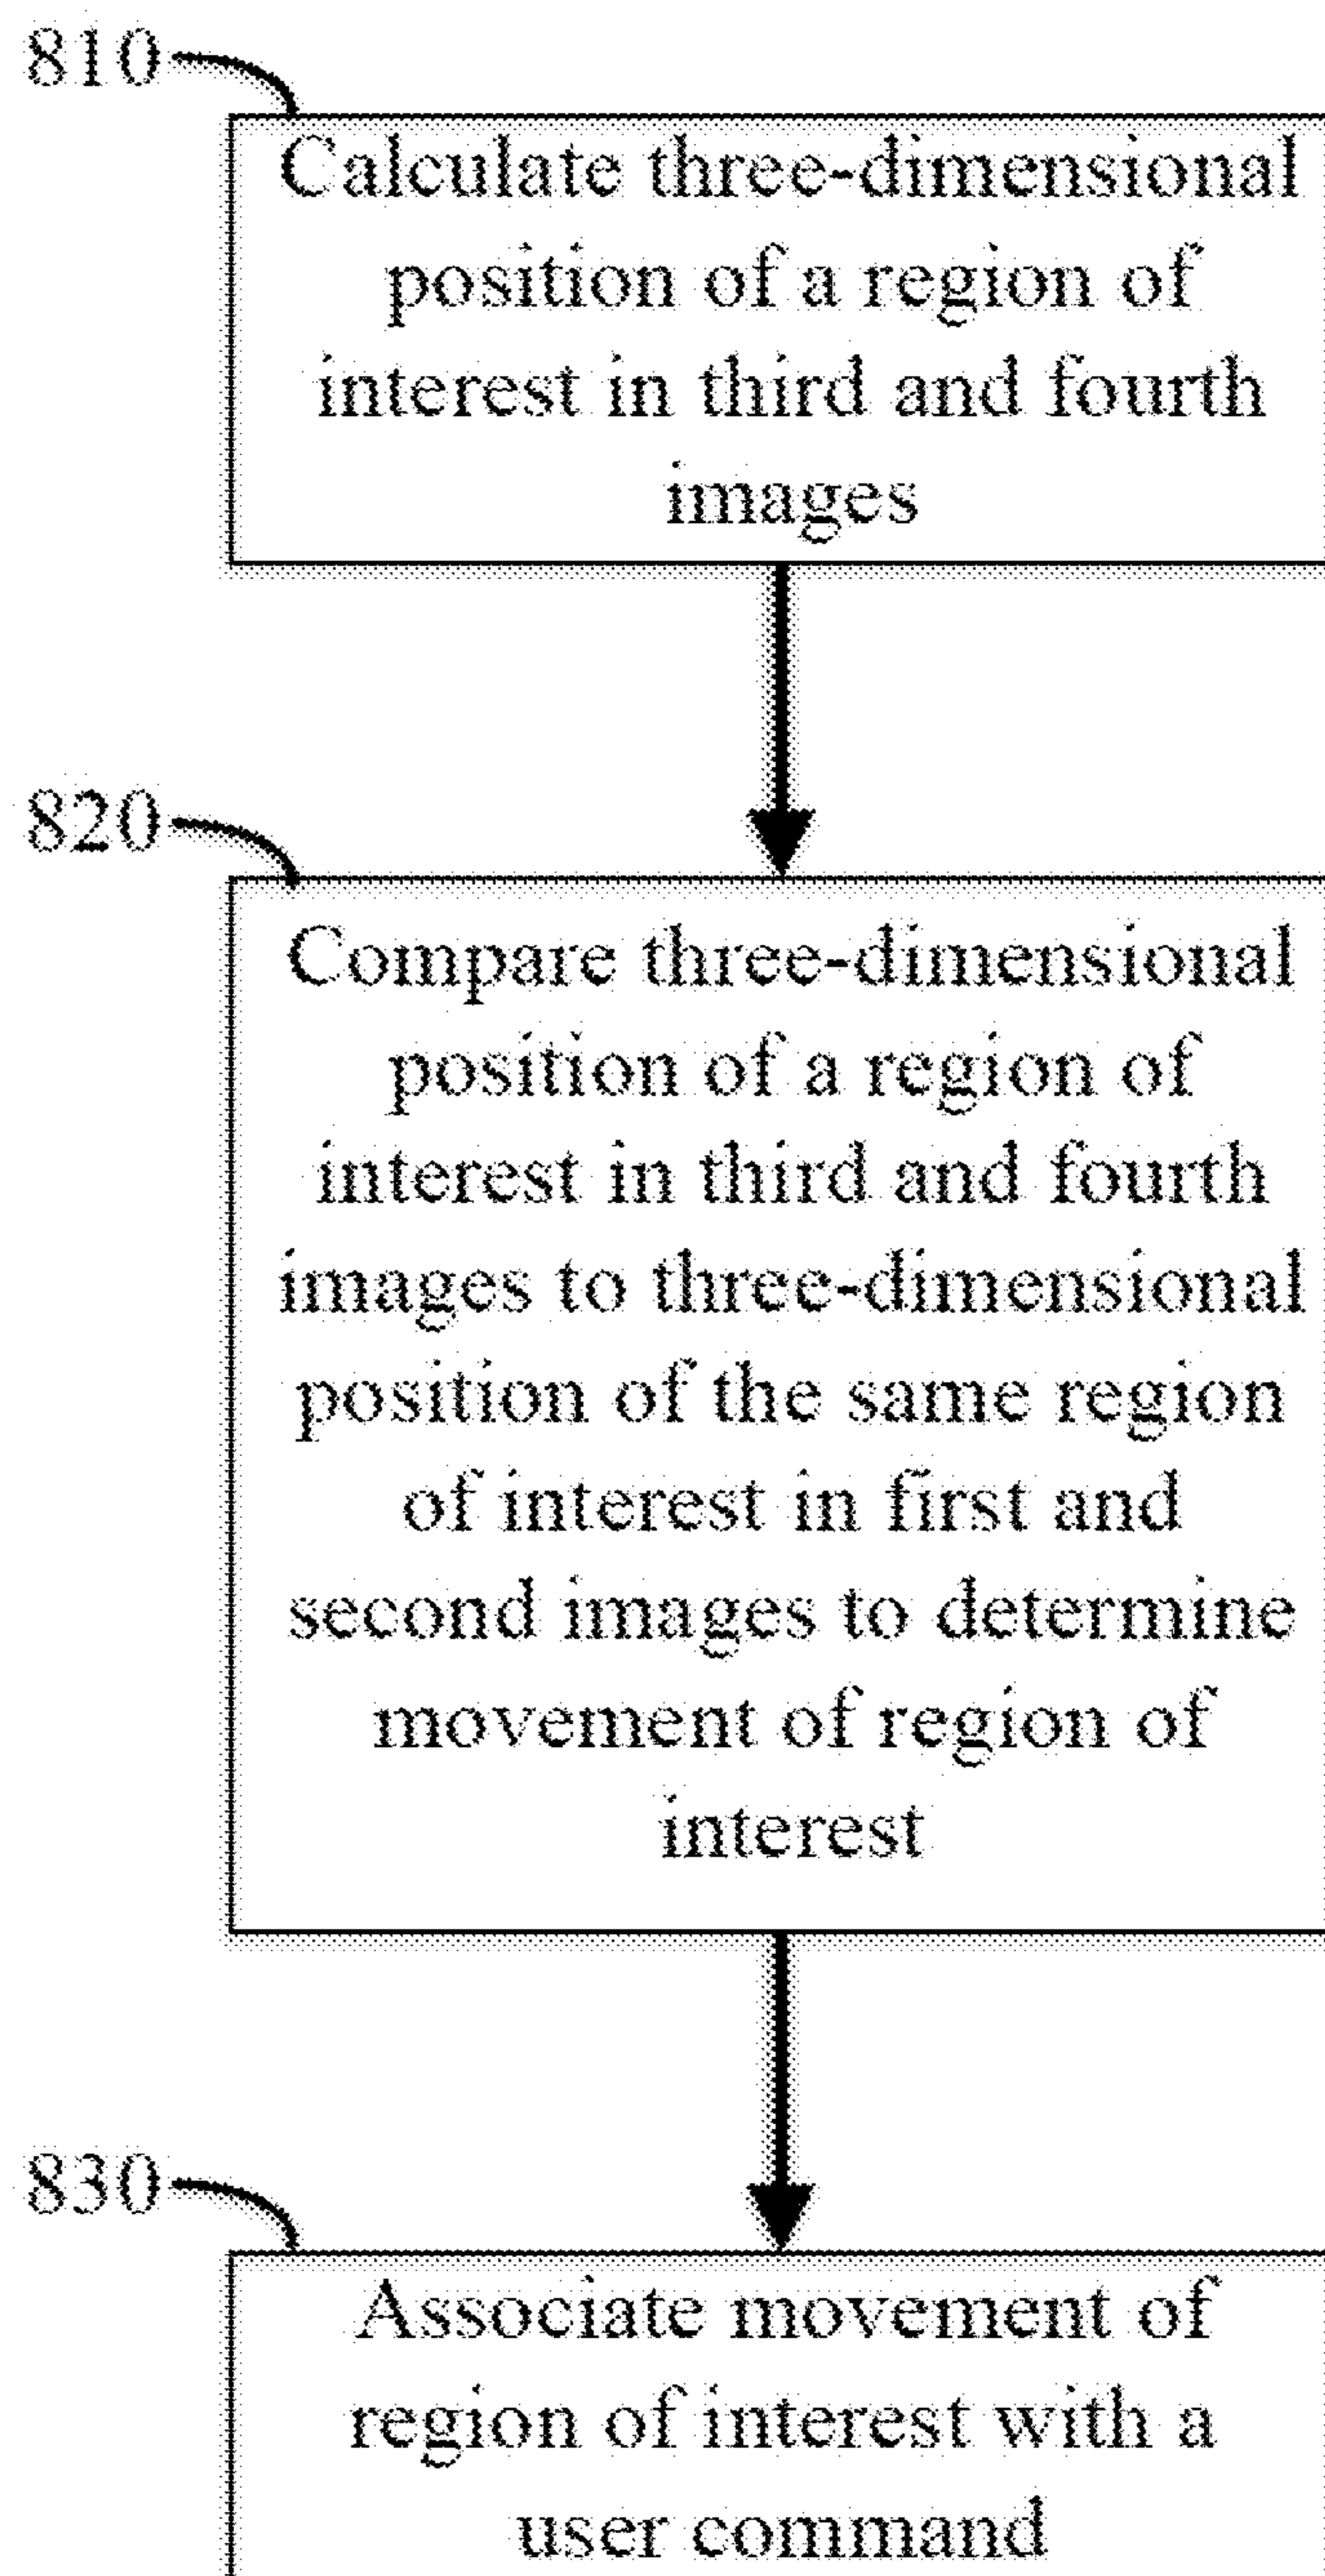 810
Calculate three-dimensional
position of a region of
interest in third and fourth
images
820
Compare three-dimensional
position of a region of
interest in third and fourth
images to three-dimensional
position of the same region
of interest in first and
second images to determine
movement of region of
interest
830
Associate movement of
region of interest with a
user command